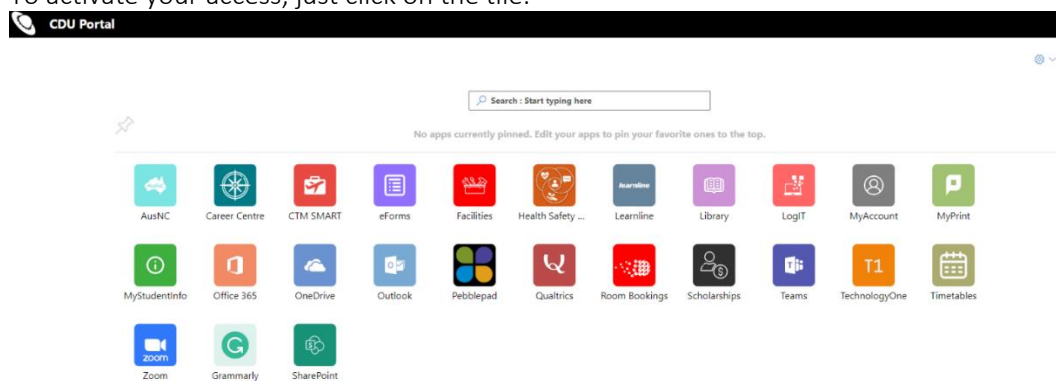 To activate your access, just click on the tile.
CDU Portal
Search : Start typing here
No apps currently pinned. Edit your apps to pin your favorite ones to the top.
learnline
AusNC Career Centre CTM SMART eForms Facilities Health Safety ... Learnline Library LogIT MyAccount MyPrint
T1
MyStudentInfo Office 365 OneDrive Outlook Pebblepad Qualtrics Room Bookings Scholarships Teams TechnologyOne Timetables
zoom
Zoom Grammarly SharePoint